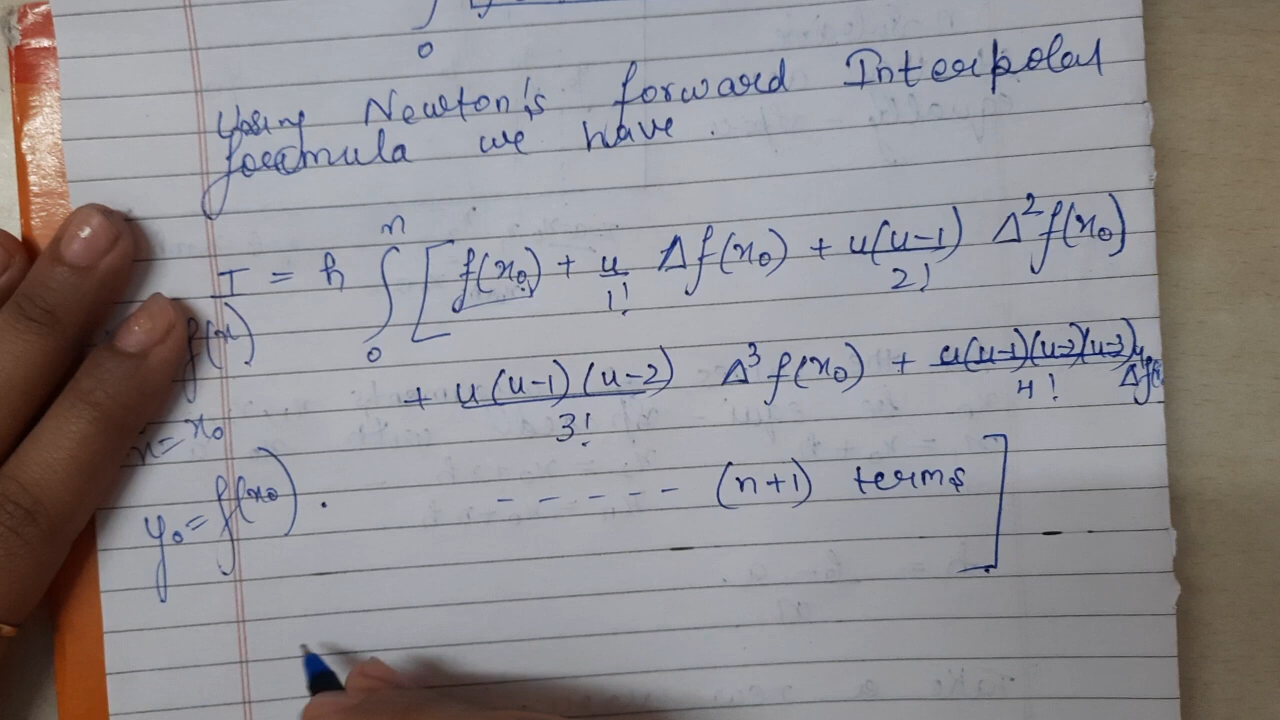 ∫ 0
Using Newton's forward Interpolat
formula we have.
I = h ∫₀ⁿ [ f(x₀) + u/1! Δf(x₀) + u(u-1)/2! Δ²f(x₀)
f(x)
+ u(u-1)(u-2)/3! Δ³f(x₀) + u(u-1)(u-2)(u-3)/4! Δ⁴f(
x = x₀
y₀ = f(x₀) . - - - - - (n+1) terms ]